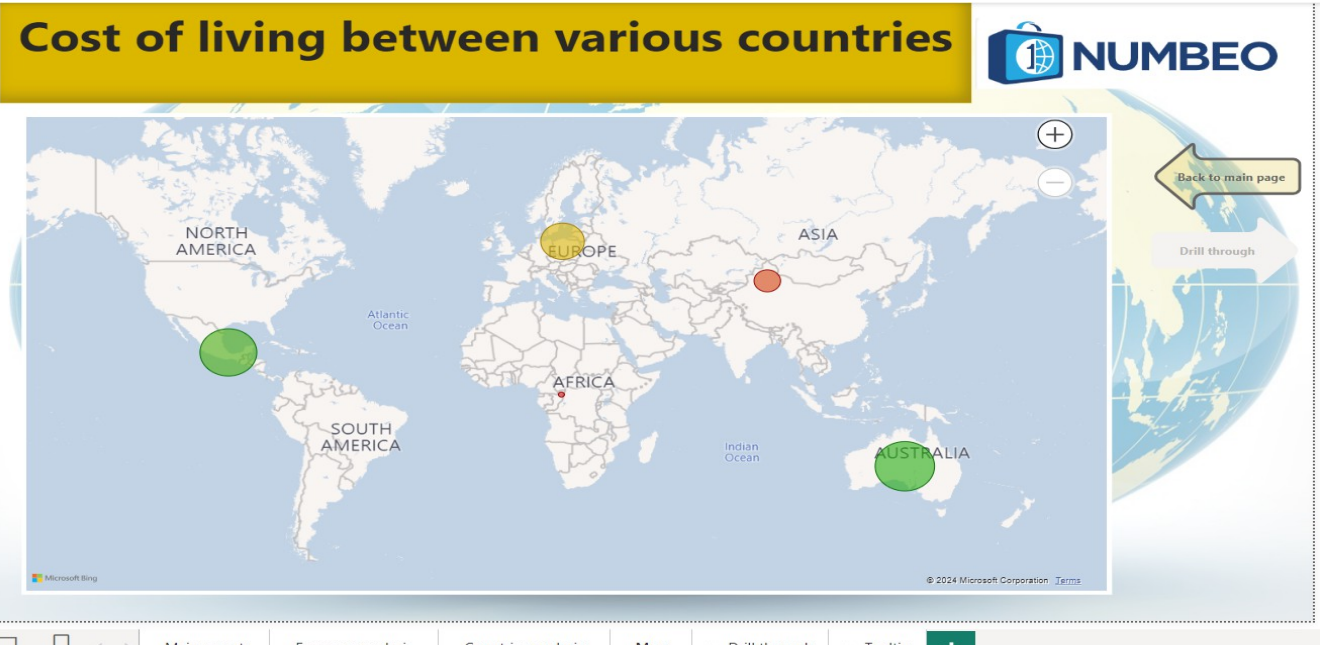 Cost of living between various countries
NUMBEO
Back to main page
Drill through
NORTH
AMERICA
EUROPE
ASIA
Atlantic
Ocean
AFRICA
SOUTH
AMERICA
Indian
Ocean
AUSTRALIA
Microsoft Bing
© 2024 Microsoft Corporation Terms